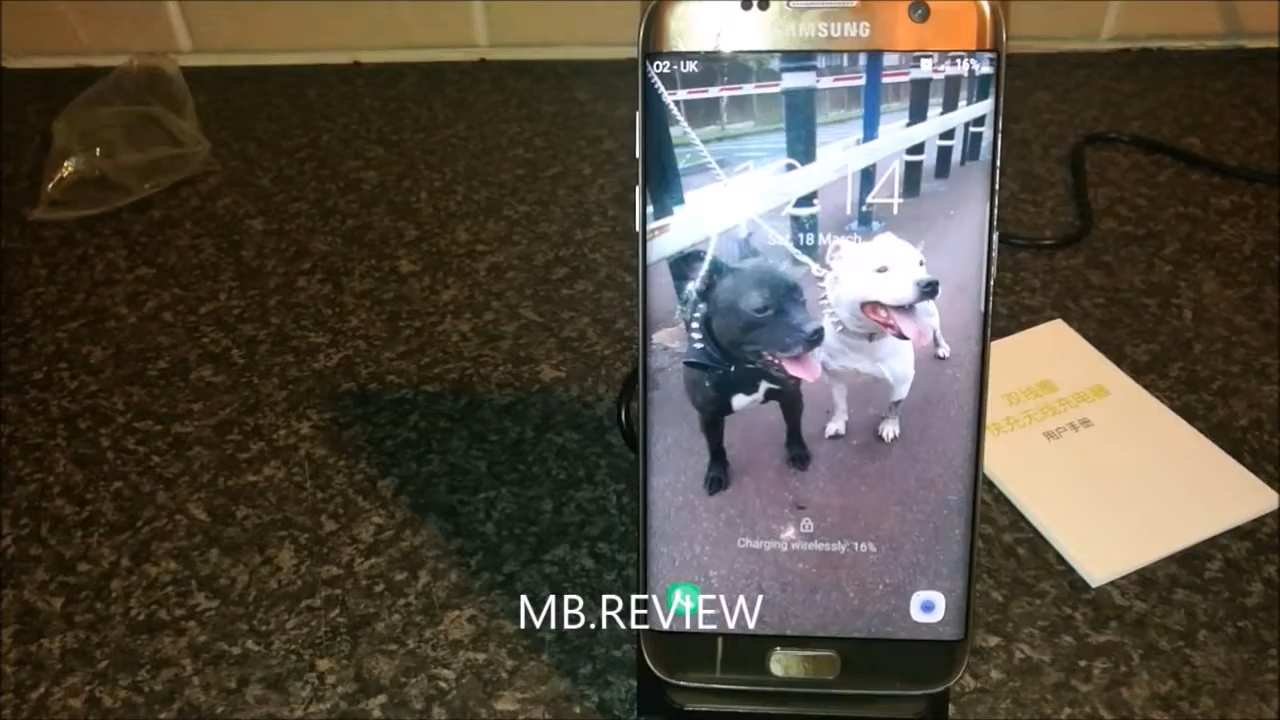 SAMSUNG
O2 - UK
16%
12 14
Sat, 18 March
双线圈
快充无线充电器
用户手册
Charging wirelessly: 16%
MB.REVIEW